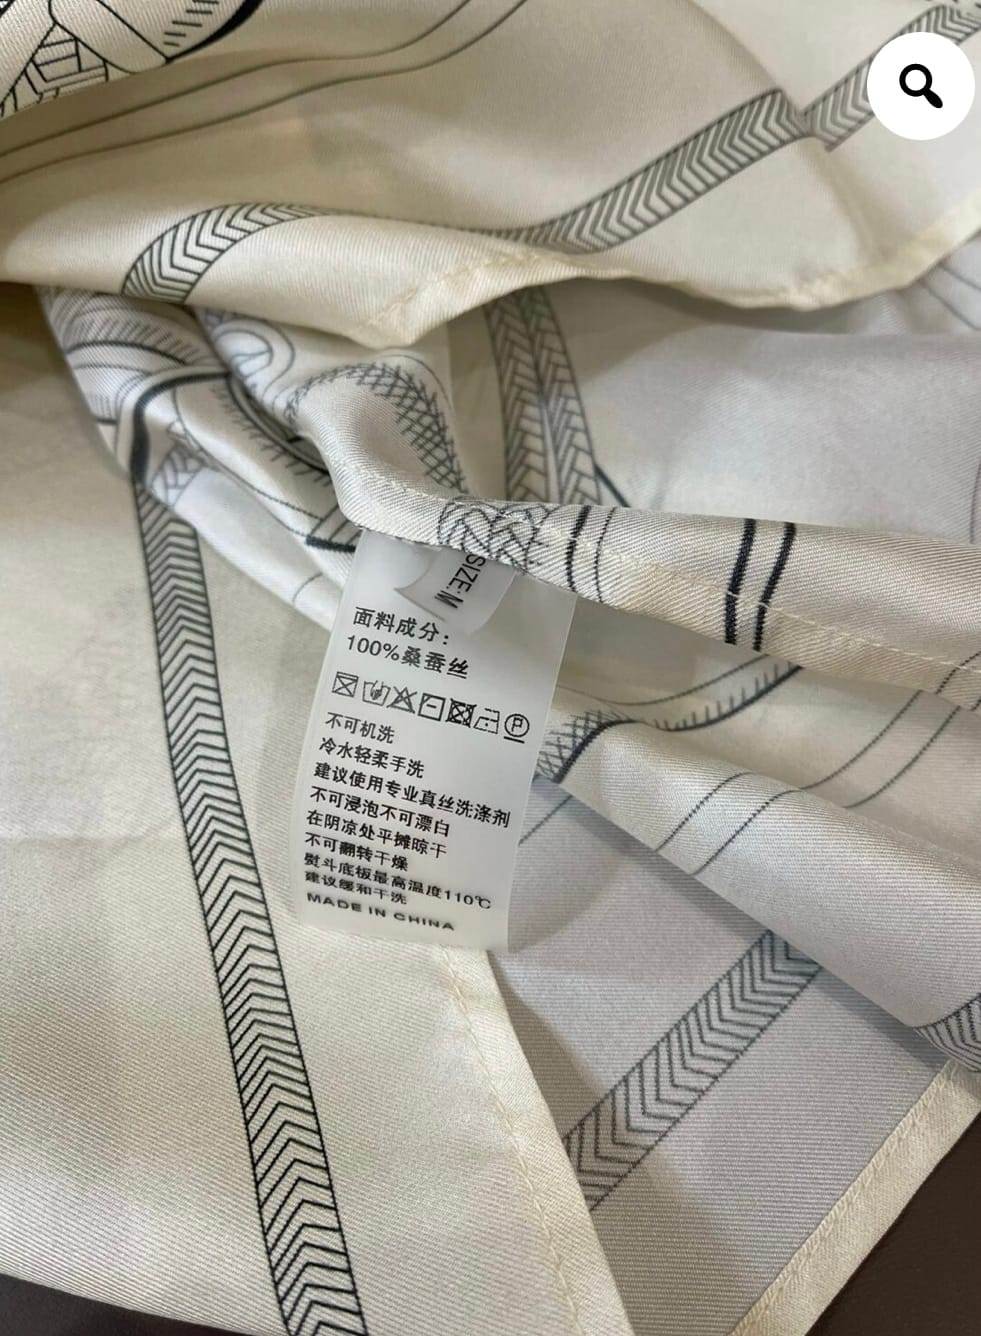 SIZE:M
面料成分：
100%桑蚕丝
P
不可机洗
冷水轻柔手洗
建议使用专业真丝洗涤剂
不可浸泡不可漂白
在阴凉处平摊晾干
不可翻转干燥
熨斗底板最高温度110℃
建议缓和干洗
MADE IN CHINA